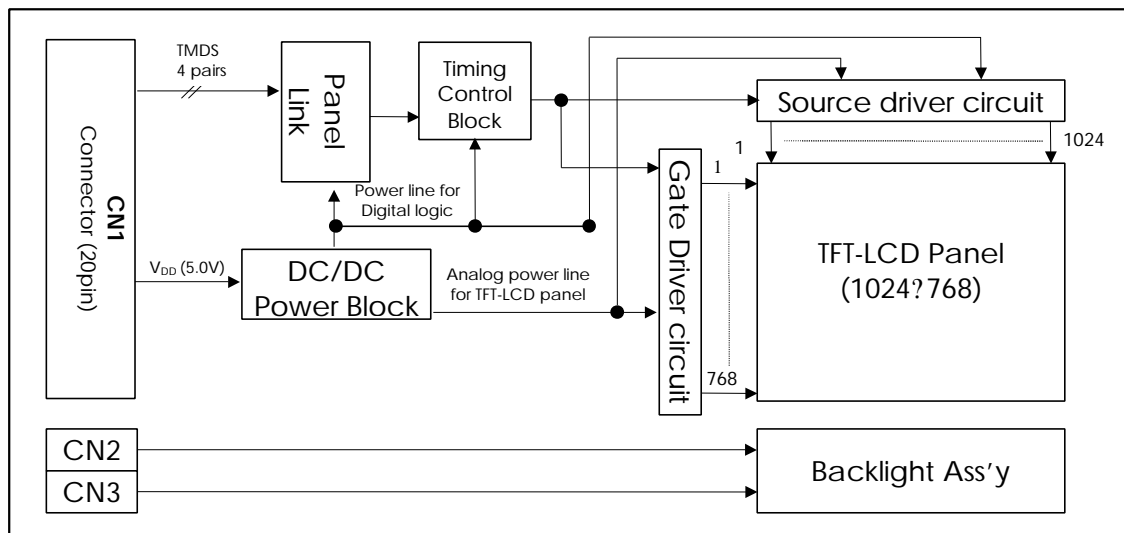 TMDS
4 pairs
Panel
Link
Timing
Control
Block
Source driver circuit
1
1024
CN1
Connector (20pin)
Power line for
Digital logic
Gate Driver circuit
1
TFT-LCD Panel
(1024?768)
VDD (5.0V)
DC/DC
Power Block
Analog power line
for TFT-LCD panel
768
CN2
CN3
Backlight Ass'y